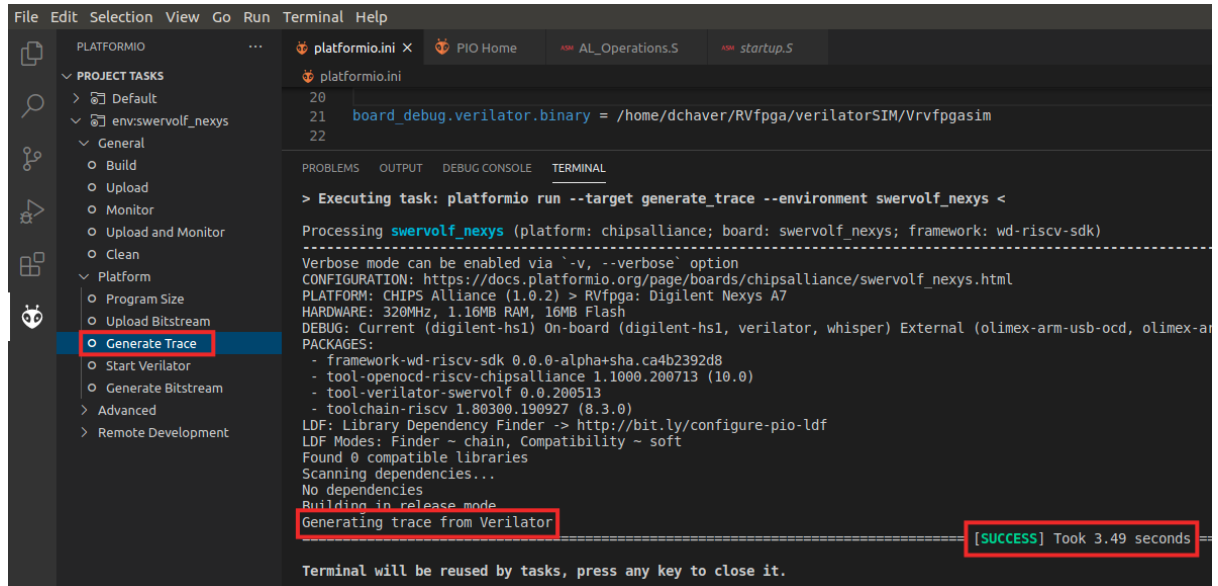 File Edit Selection View Go Run Terminal Help
PLATFORMIO ...
PROJECT TASKS
Default
env:swervolf_nexys
General
Build
Upload
Monitor
Upload and Monitor
Clean
Platform
Program Size
Upload Bitstream
Generate Trace
Start Verilator
Generate Bitstream
Advanced
Remote Development
platformio.ini × PIO Home ASM AL_Operations.S ASM startup.S
platformio.ini
20
21 board_debug.verilator.binary = /home/dchaver/RVfpga/verilatorSIM/Vrvfpgasim
22
PROBLEMS OUTPUT DEBUG CONSOLE TERMINAL
> Executing task: platformio run --target generate_trace --environment swervolf_nexys <
Processing swervolf_nexys (platform: chipsalliance; board: swervolf_nexys; framework: wd-riscv-sdk)
Verbose mode can be enabled via `-v, --verbose` option
CONFIGURATION: https://docs.platformio.org/page/boards/chipsalliance/swervolf_nexys.html
PLATFORM: CHIPS Alliance (1.0.2) > RVfpga: Digilent Nexys A7
HARDWARE: 320MHz, 1.16MB RAM, 16MB Flash
DEBUG: Current (digilent-hs1) On-board (digilent-hs1, verilator, whisper) External (olimex-arm-usb-ocd, olimex-ar
PACKAGES:
- framework-wd-riscv-sdk 0.0.0-alpha+sha.ca4b2392d8
- tool-openocd-riscv-chipsalliance 1.1000.200713 (10.0)
- tool-verilator-swervolf 0.0.200513
- toolchain-riscv 1.80300.190927 (8.3.0)
LDF: Library Dependency Finder -> http://bit.ly/configure-pio-ldf
LDF Modes: Finder ~ chain, Compatibility ~ soft
Found 0 compatible libraries
Scanning dependencies...
No dependencies
Building in release mode
Generating trace from Verilator
[SUCCESS] Took 3.49 seconds
Terminal will be reused by tasks, press any key to close it.